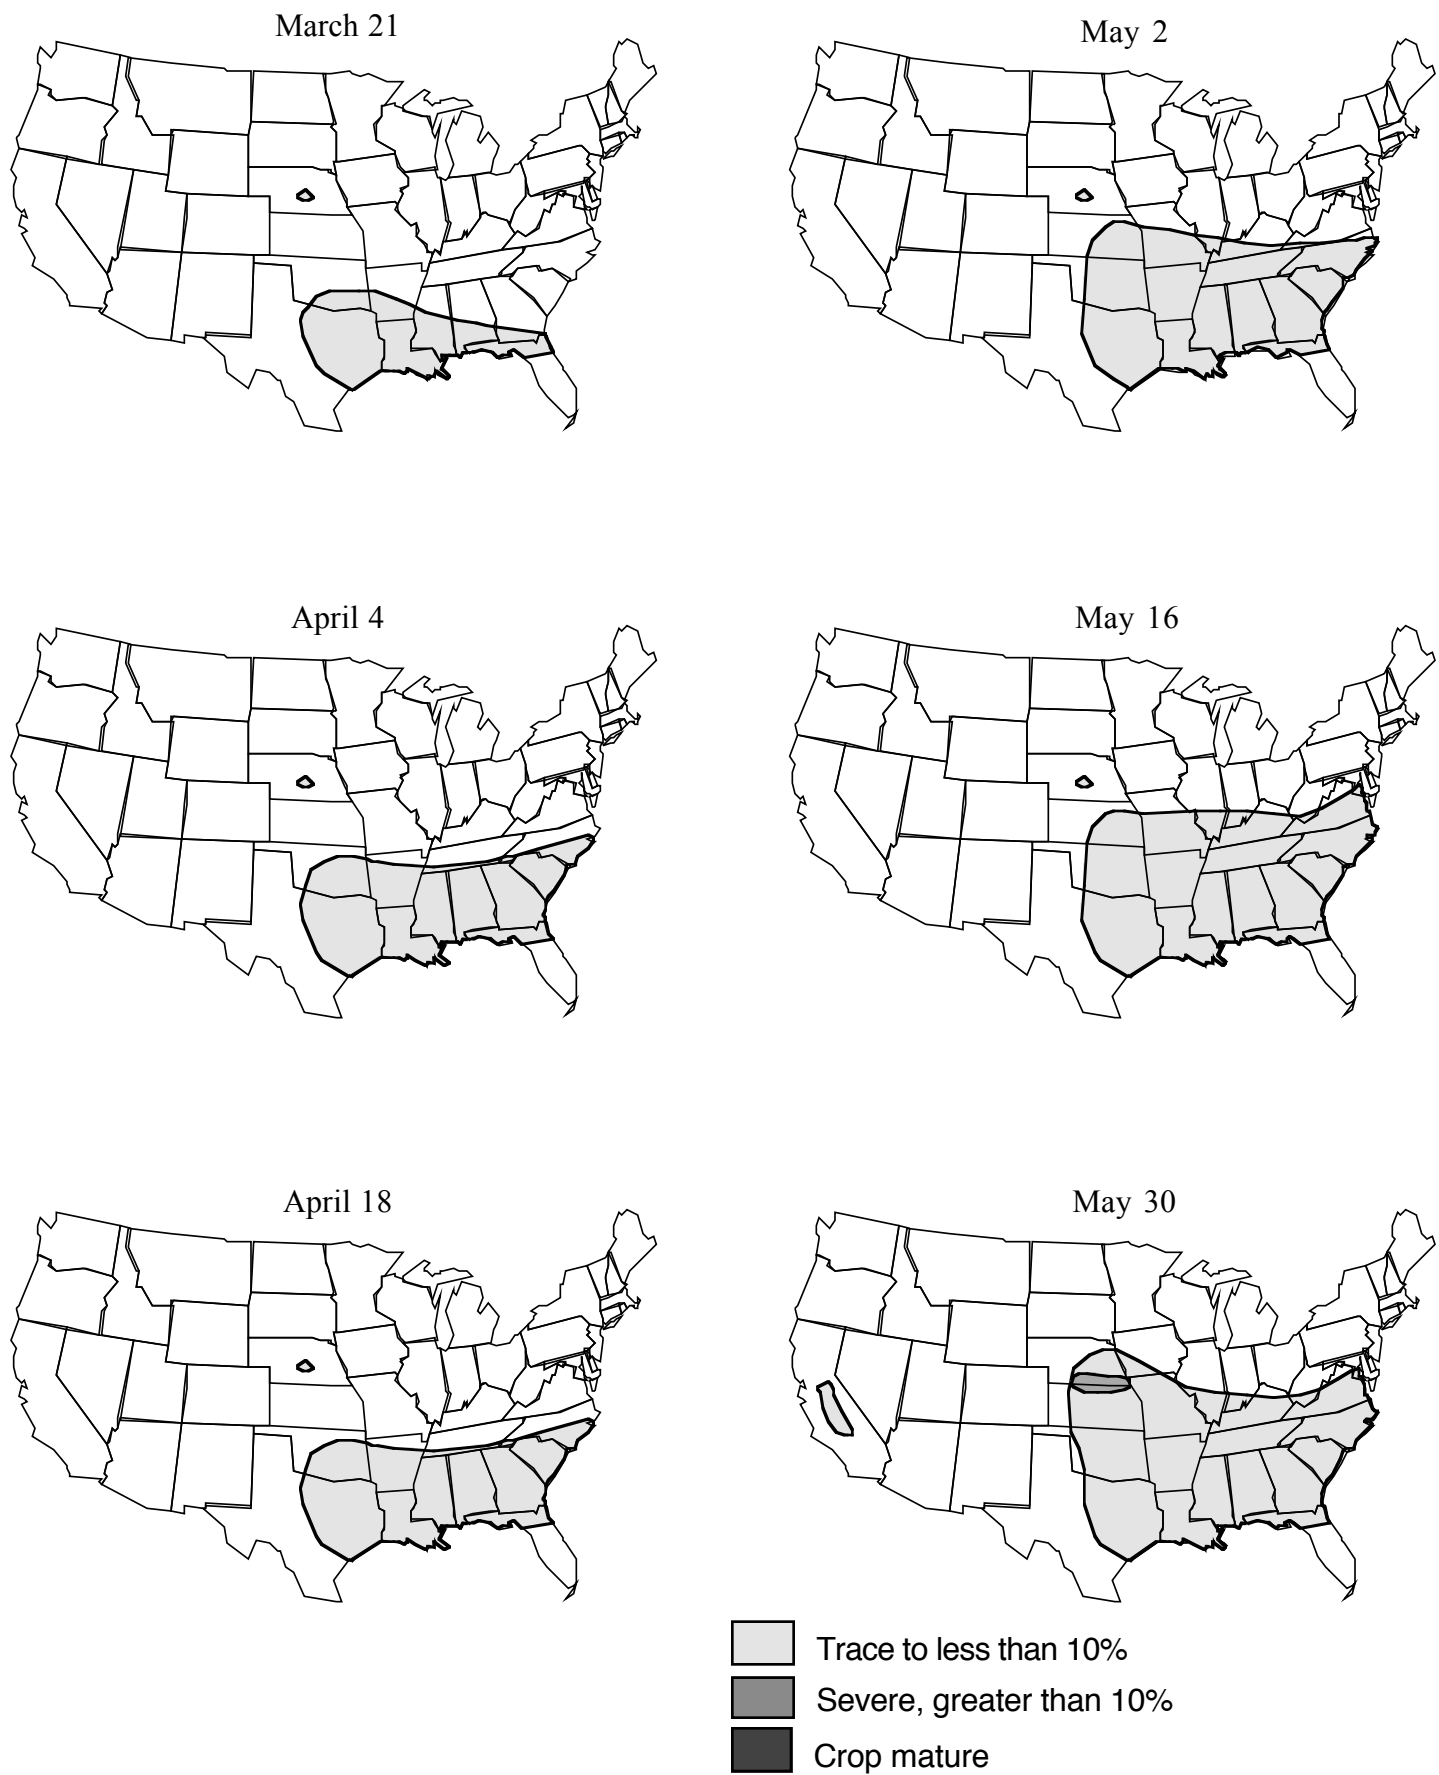 March 21
May 2
April 4
May 16
April 18
May 30
Trace to less than 10%
Severe, greater than 10%
Crop mature